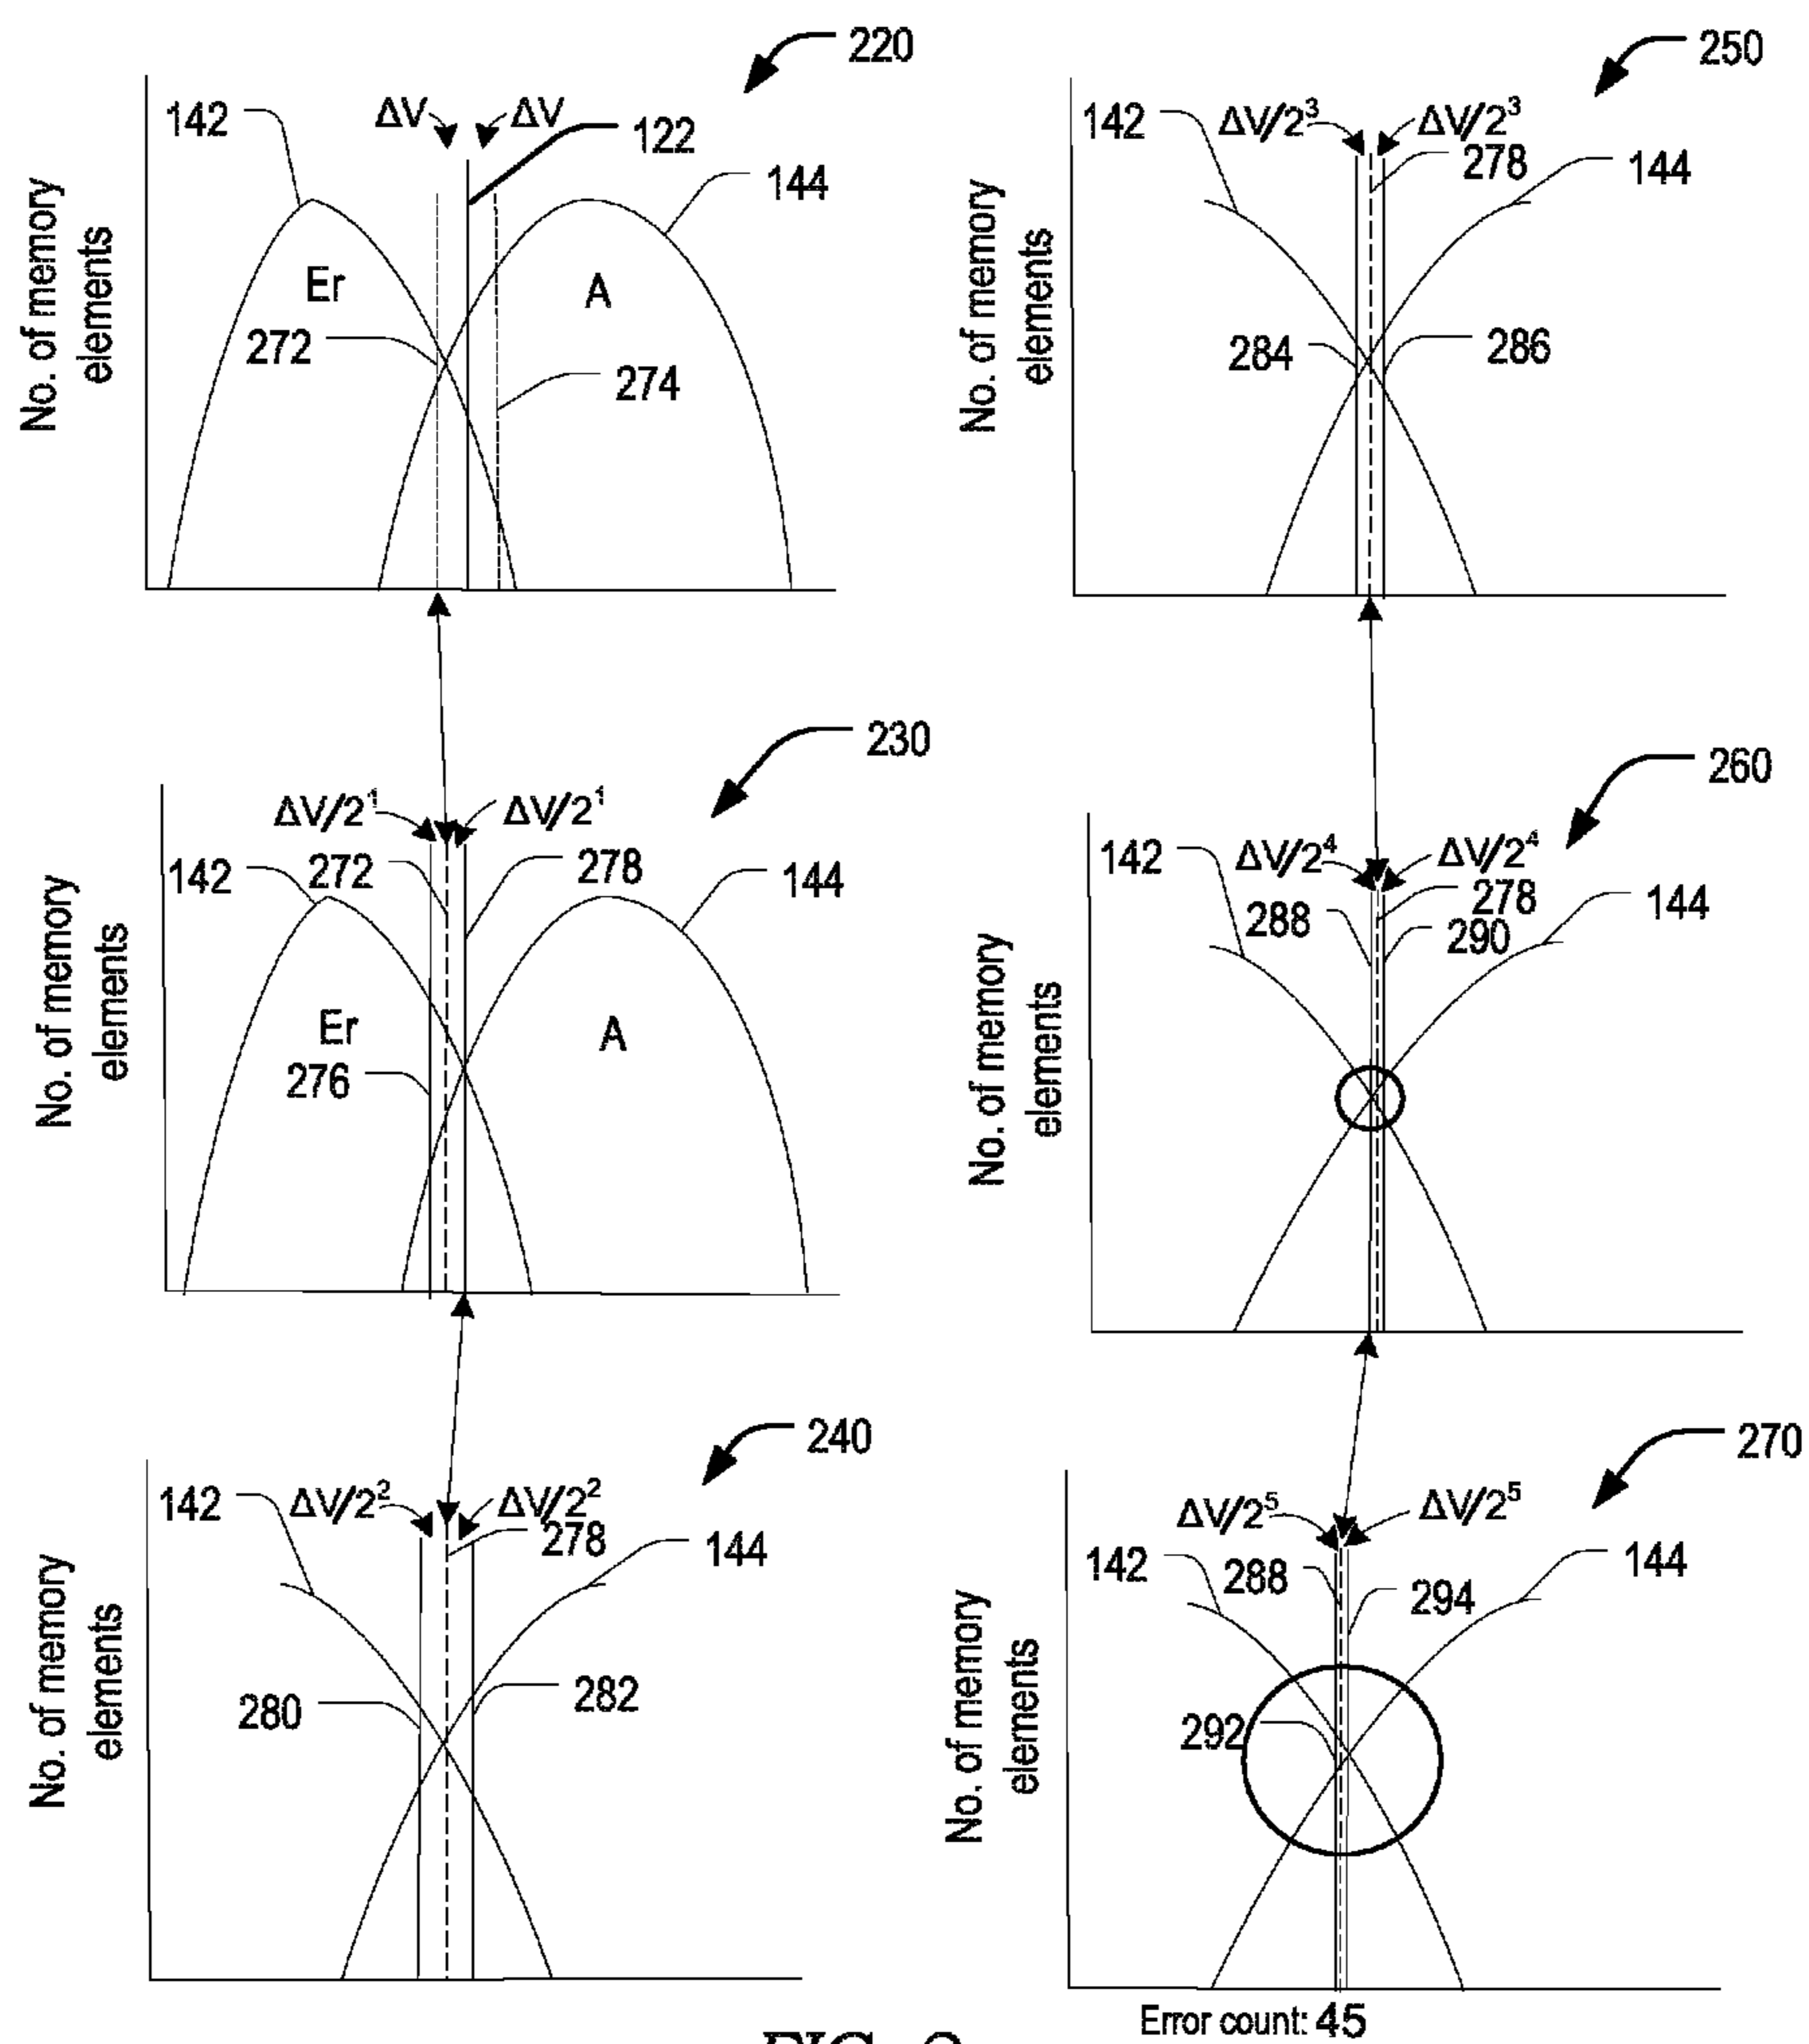 220
142
ΔV
ΔV
122
144
No. of memory
elements
Er
A
272
274
230
ΔV/2¹
ΔV/2¹
142
272
278
144
No. of memory
elements
Er
A
276
240
142
ΔV/2²
ΔV/2²
278
144
No. of memory
elements
280
282
250
142
ΔV/2³
ΔV/2³
278
144
No. of memory
elements
284
286
260
142
ΔV/2⁴
ΔV/2⁴
278
288
290
144
No. of memory
elements
270
ΔV/2⁵
ΔV/2⁵
142
288
294
144
No. of memory
elements
292
Error count: 45